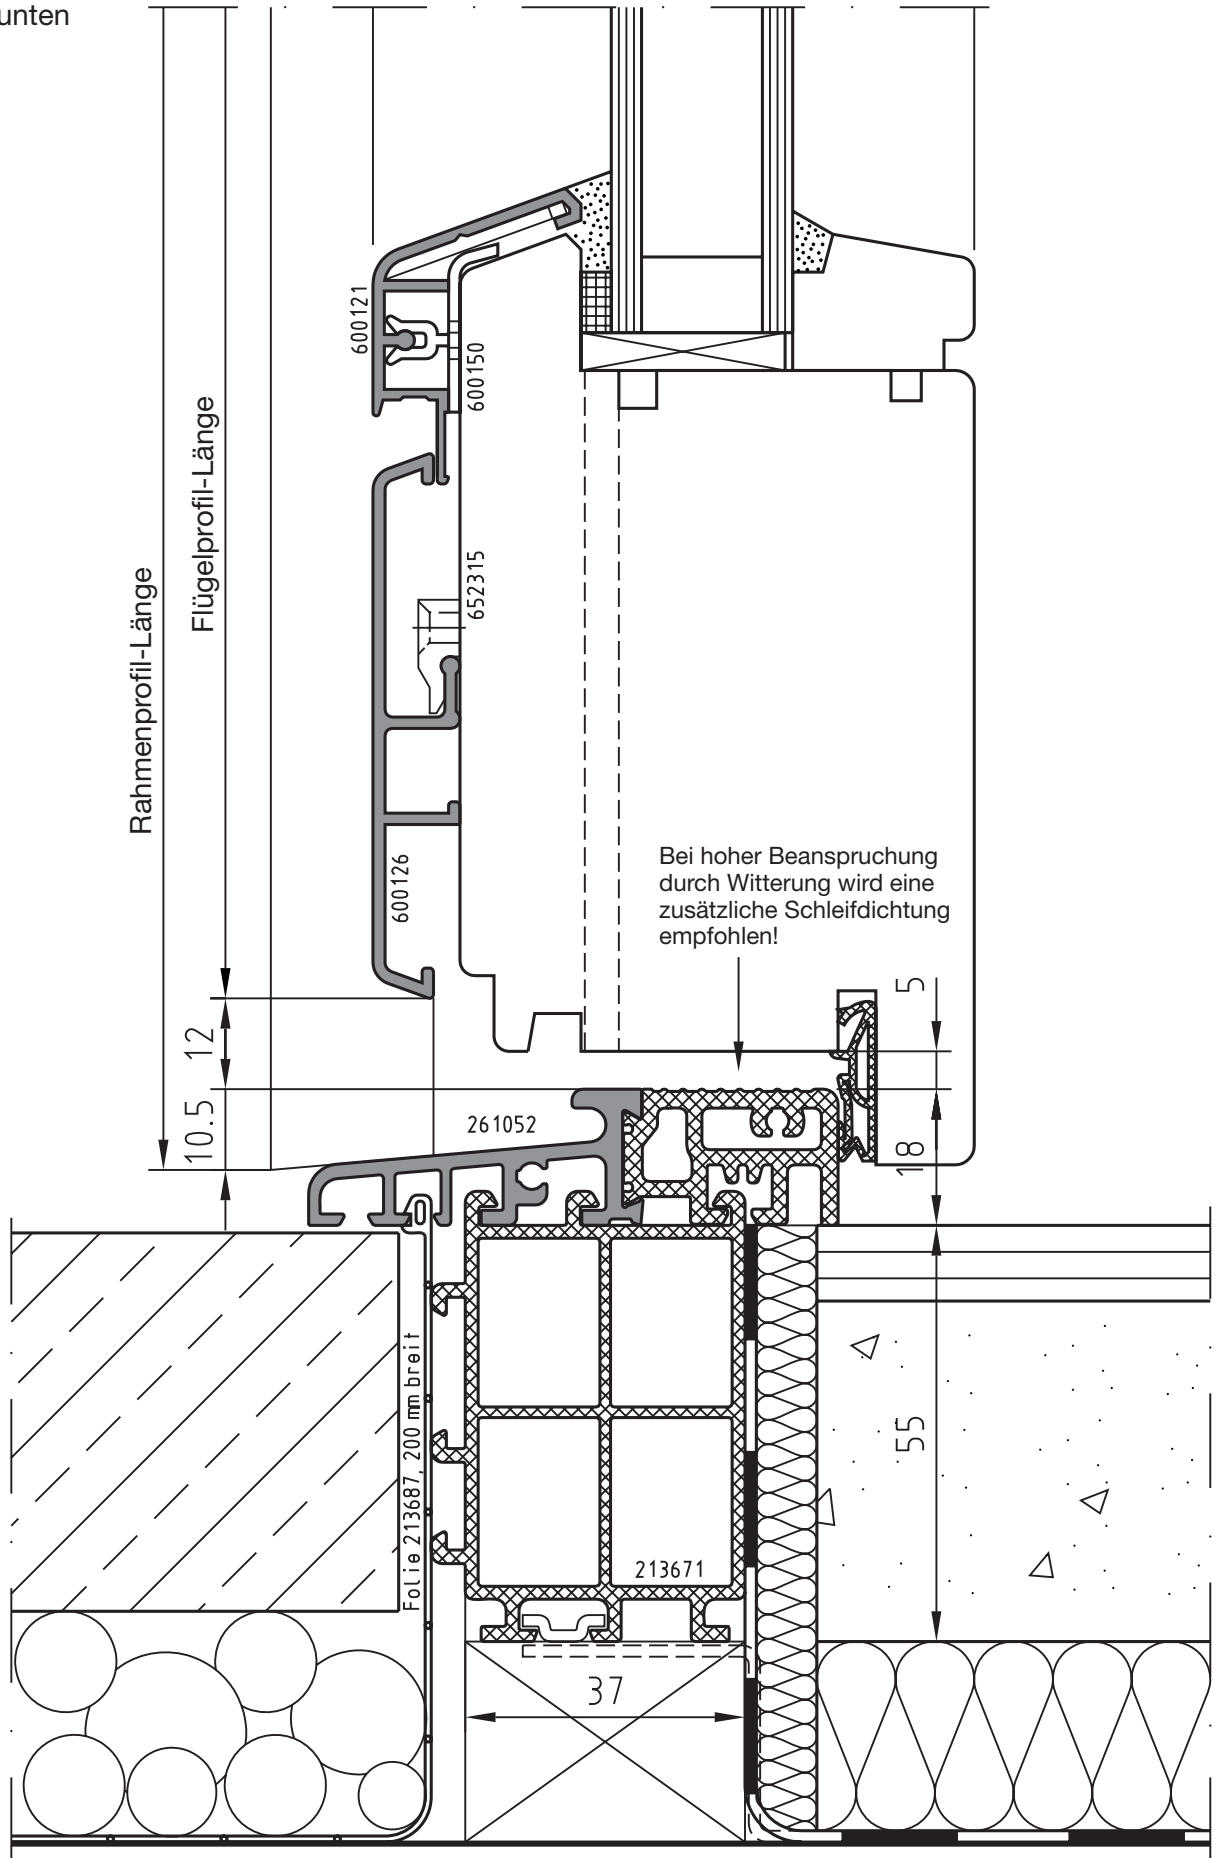 unten
600121
600150
Flügelprofil-Länge
Rahmenprofil-Länge
652315
600126
Bei hoher Beanspruchung
durch Witterung wird eine
zusätzliche Schleifdichtung
empfohlen!
5
12
10.5
261052
18
Folie 213687, 200 mm breit
55
213671
37